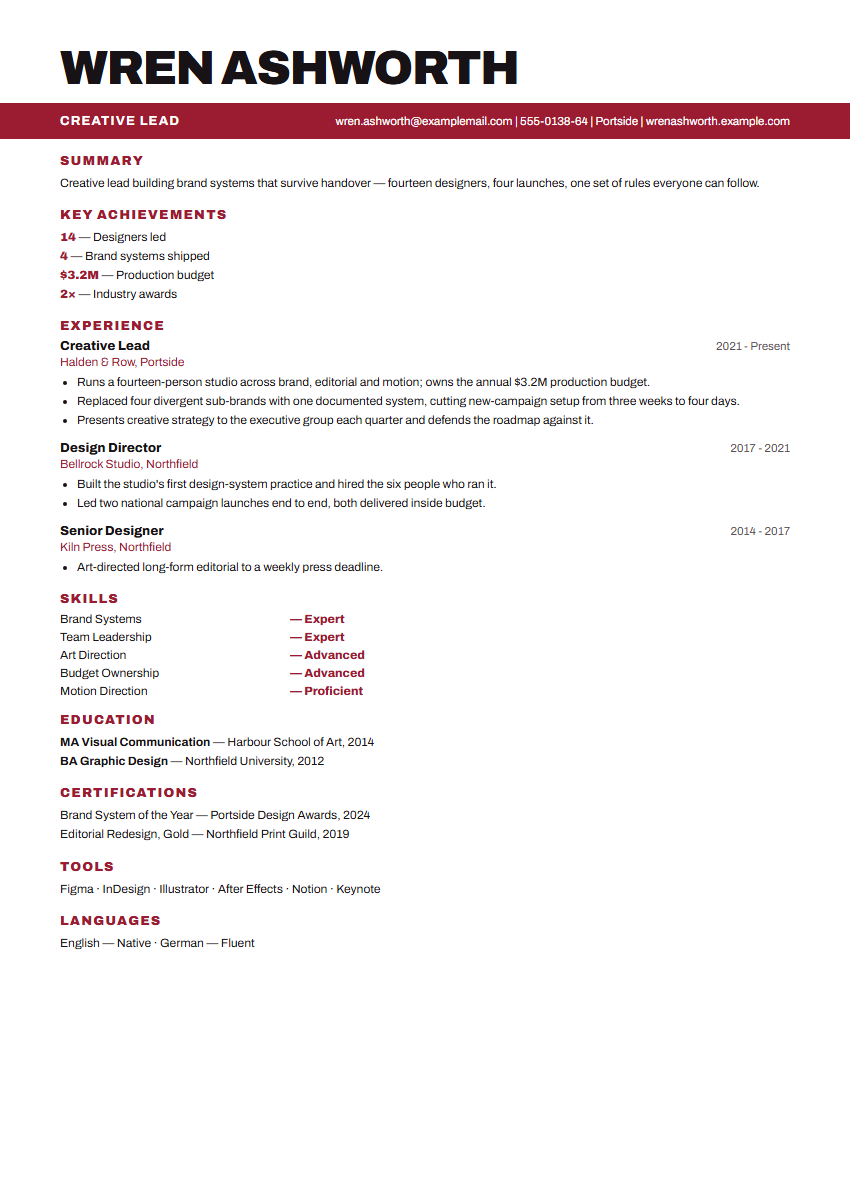 WREN ASHWORTH
CREATIVE LEAD wren.ashworth@examplemail.com | 555-0138-64 | Portside | wrenashworth.example.com
SUMMARY
Creative lead building brand systems that survive handover — fourteen designers, four launches, one set of rules everyone can follow.
KEY ACHIEVEMENTS
14 — Designers led
4 — Brand systems shipped
$3.2M — Production budget
2× — Industry awards
EXPERIENCE
Creative Lead 2021 - Present
Halden & Row, Portside
• Runs a fourteen-person studio across brand, editorial and motion; owns the annual $3.2M production budget.
• Replaced four divergent sub-brands with one documented system, cutting new-campaign setup from three weeks to four days.
• Presents creative strategy to the executive group each quarter and defends the roadmap against it.
Design Director 2017 - 2021
Bellrock Studio, Northfield
• Built the studio's first design-system practice and hired the six people who ran it.
• Led two national campaign launches end to end, both delivered inside budget.
Senior Designer 2014 - 2017
Kiln Press, Northfield
• Art-directed long-form editorial to a weekly press deadline.
SKILLS
Brand Systems — Expert
Team Leadership — Expert
Art Direction — Advanced
Budget Ownership — Advanced
Motion Direction — Proficient
EDUCATION
MA Visual Communication — Harbour School of Art, 2014
BA Graphic Design — Northfield University, 2012
CERTIFICATIONS
Brand System of the Year — Portside Design Awards, 2024
Editorial Redesign, Gold — Northfield Print Guild, 2019
TOOLS
Figma · InDesign · Illustrator · After Effects · Notion · Keynote
LANGUAGES
English — Native · German — Fluent